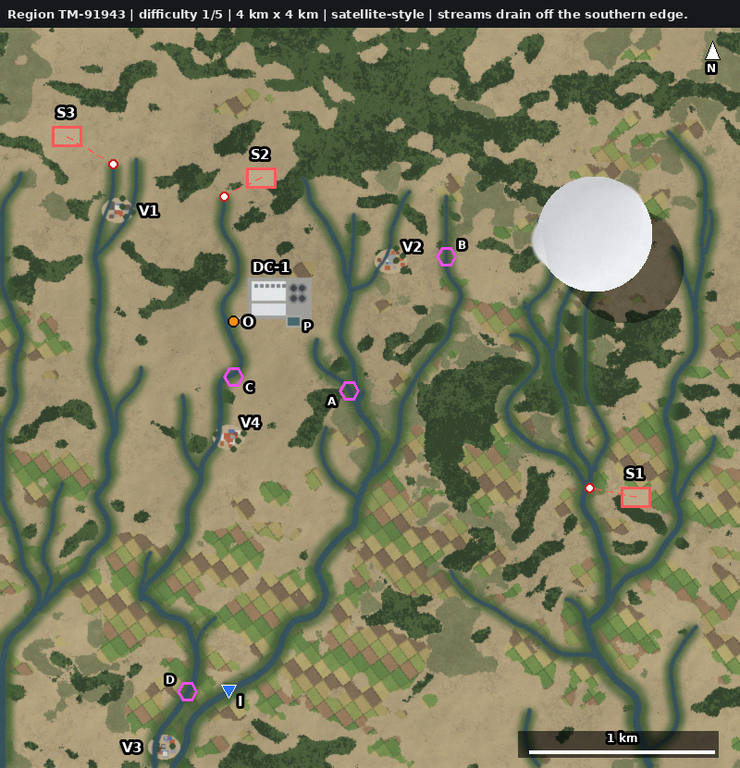 Region TM-91943 | difficulty 1/5 | 4 km x 4 km | satellite-style | streams drain off the southern edge.
N
S3
S2
V1
V2
B
DC-1
O
P
C
A
V4
S1
D
I
V3
1 km